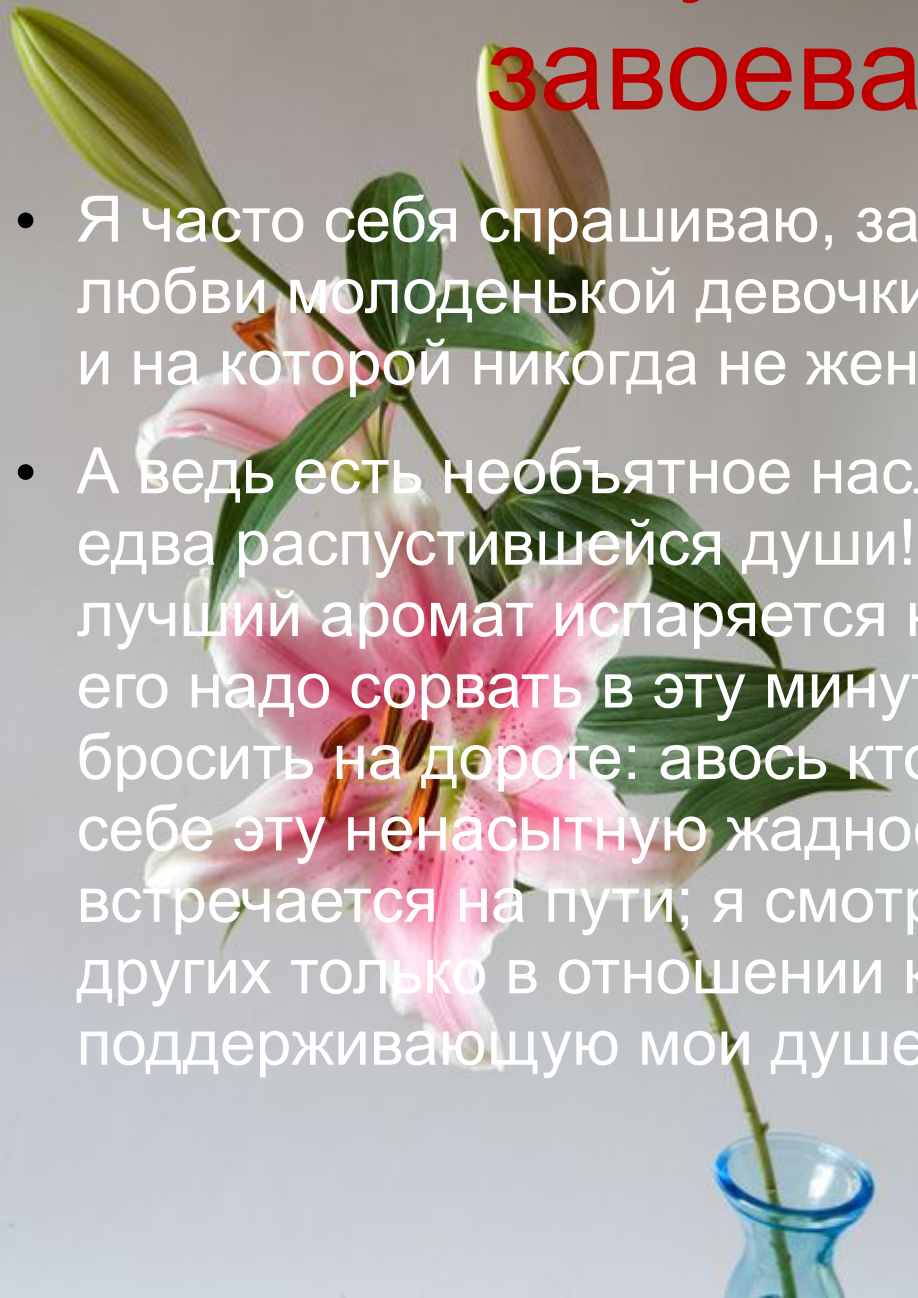 завоева
• Я часто себя спрашиваю, за
любви молоденькой девочки
и на которой никогда не жен
• А ведь есть необъятное нас
едва распустившейся души!
лучший аромат испаряется
его надо сорвать в эту мину
бросить на дороге: авось кто
себе эту ненасытную жаднос
встречается на пути; я смотр
других только в отношении к
поддерживающую мои душе